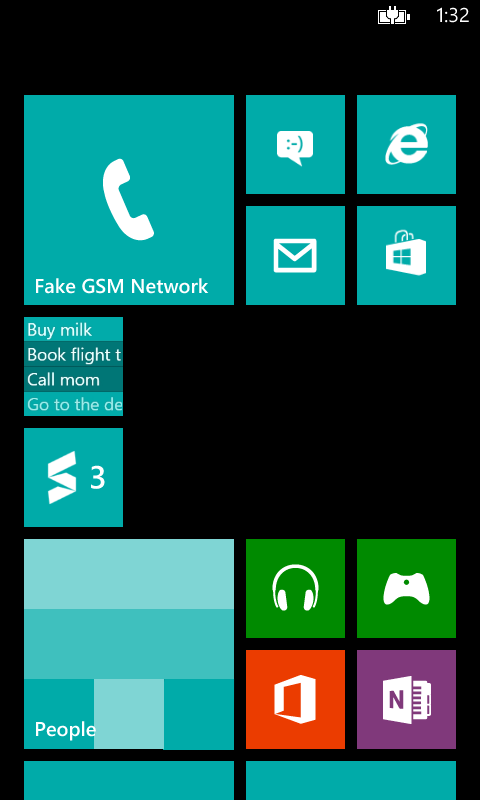 1:32
Fake GSM Network
Buy milk
Book flight t
Call mom
Go to the de
3
People
N